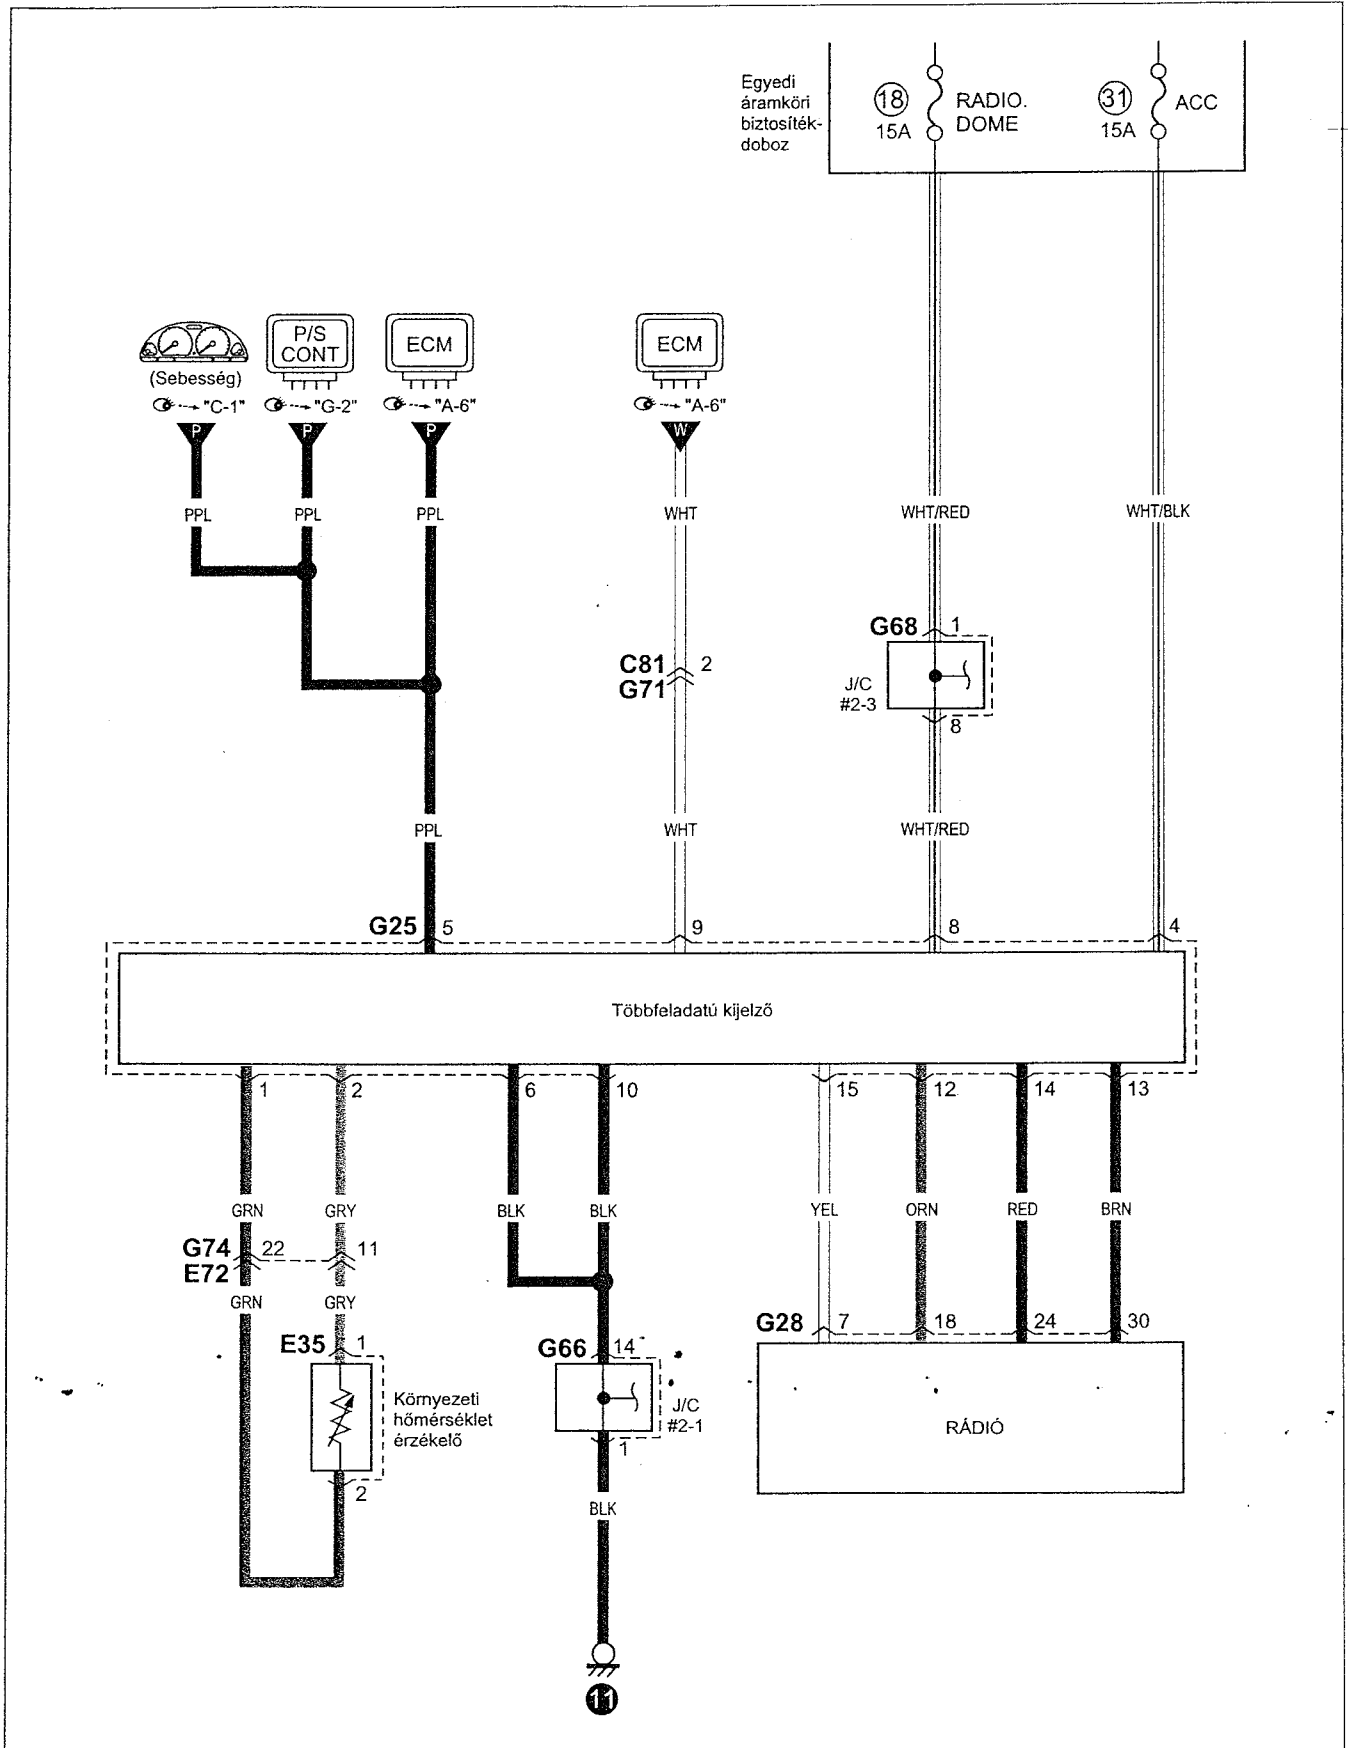 Egyedi
áramköri
biztosíték-
doboz
18
15A
RADIO.
DOME
31
15A
ACC
P/S
CONT
ECM
ECM
(Sebesség)
"C-1"
"G-2"
"A-6"
"A-6"
P
P
P
W
PPL
PPL
PPL
WHT
WHT/RED
WHT/BLK
G68
1
C81
2
G71
J/C
#2-3
8
PPL
WHT
WHT/RED
G25
5
9
8
4
Többfeladatú kijelző
1
2
6
10
15
12
14
13
GRN
GRY
BLK
BLK
YEL
ORN
RED
BRN
G74
22
11
E72
GRN
GRY
G28
7
18
24
30
E35
1
G66
14
Környezeti
hőmérséklet
érzékelő
J/C
#2-1
RÁDIÓ
1
2
BLK
11